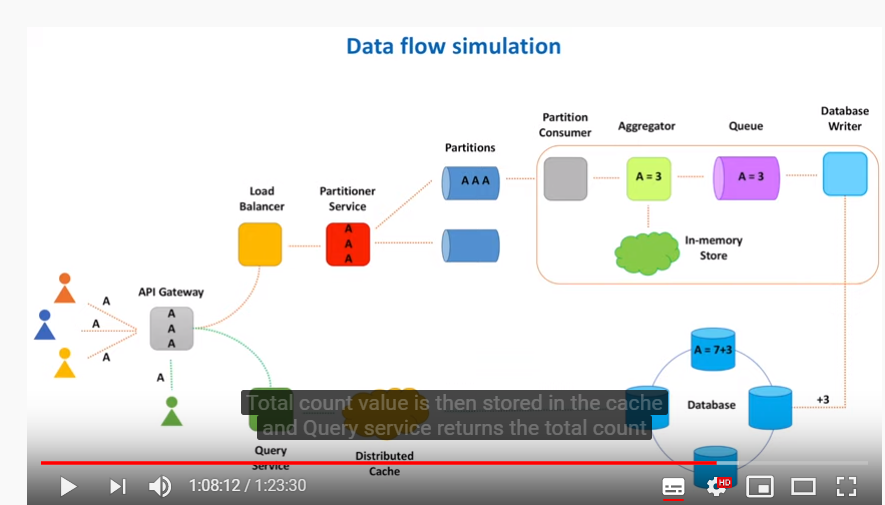 Data flow simulation
Partition
Consumer
Aggregator
Queue
Database
Writer
Partitions
A A A
A = 3
A = 3
Load
Balancer
Partitioner
Service
A
A
A
In-memory
Store
API Gateway
A
A
A
A
A
A
A
A = 7+3
Database
+3
Total count value is then stored in the cache
and Query service returns the total count
Query
Service
Distributed
Cache
1:08:12 / 1:23:30
HD